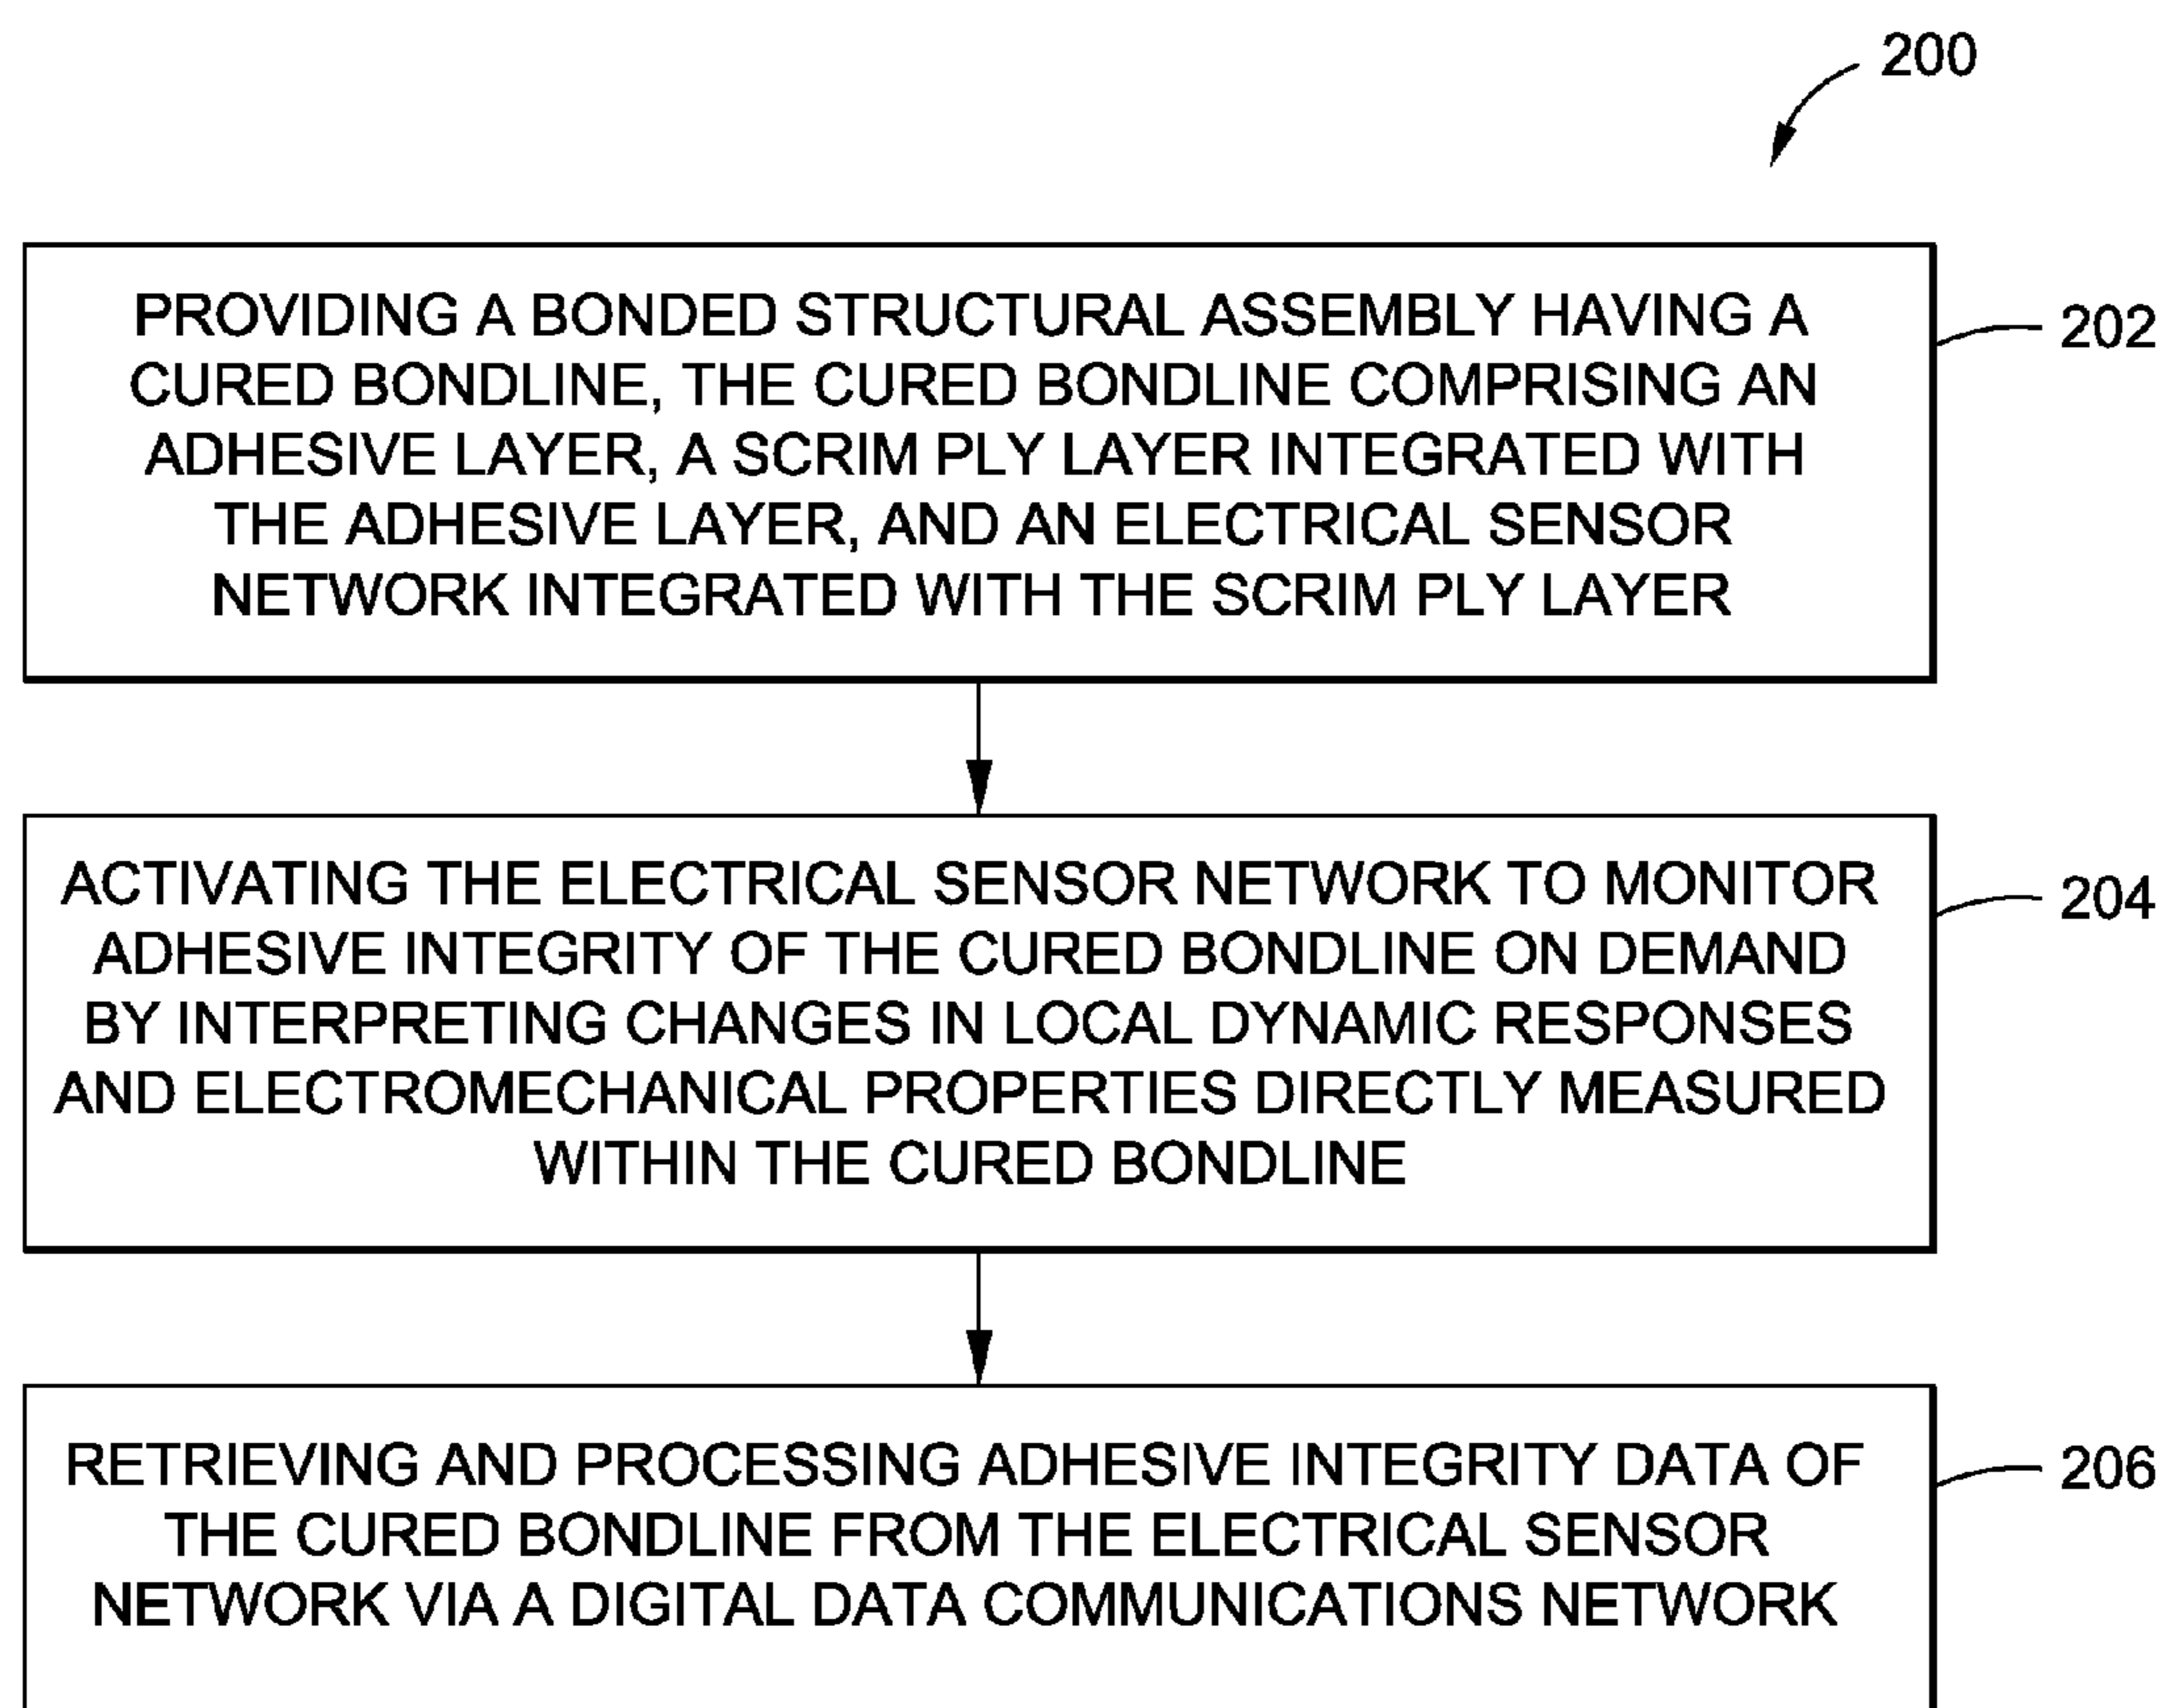 200
PROVIDING A BONDED STRUCTURAL ASSEMBLY HAVING A
CURED BONDLINE, THE CURED BONDLINE COMPRISING AN
ADHESIVE LAYER, A SCRIM PLY LAYER INTEGRATED WITH
THE ADHESIVE LAYER, AND AN ELECTRICAL SENSOR
NETWORK INTEGRATED WITH THE SCRIM PLY LAYER
202
ACTIVATING THE ELECTRICAL SENSOR NETWORK TO MONITOR
ADHESIVE INTEGRITY OF THE CURED BONDLINE ON DEMAND
BY INTERPRETING CHANGES IN LOCAL DYNAMIC RESPONSES
AND ELECTROMECHANICAL PROPERTIES DIRECTLY MEASURED
WITHIN THE CURED BONDLINE
204
RETRIEVING AND PROCESSING ADHESIVE INTEGRITY DATA OF
THE CURED BONDLINE FROM THE ELECTRICAL SENSOR
NETWORK VIA A DIGITAL DATA COMMUNICATIONS NETWORK
206